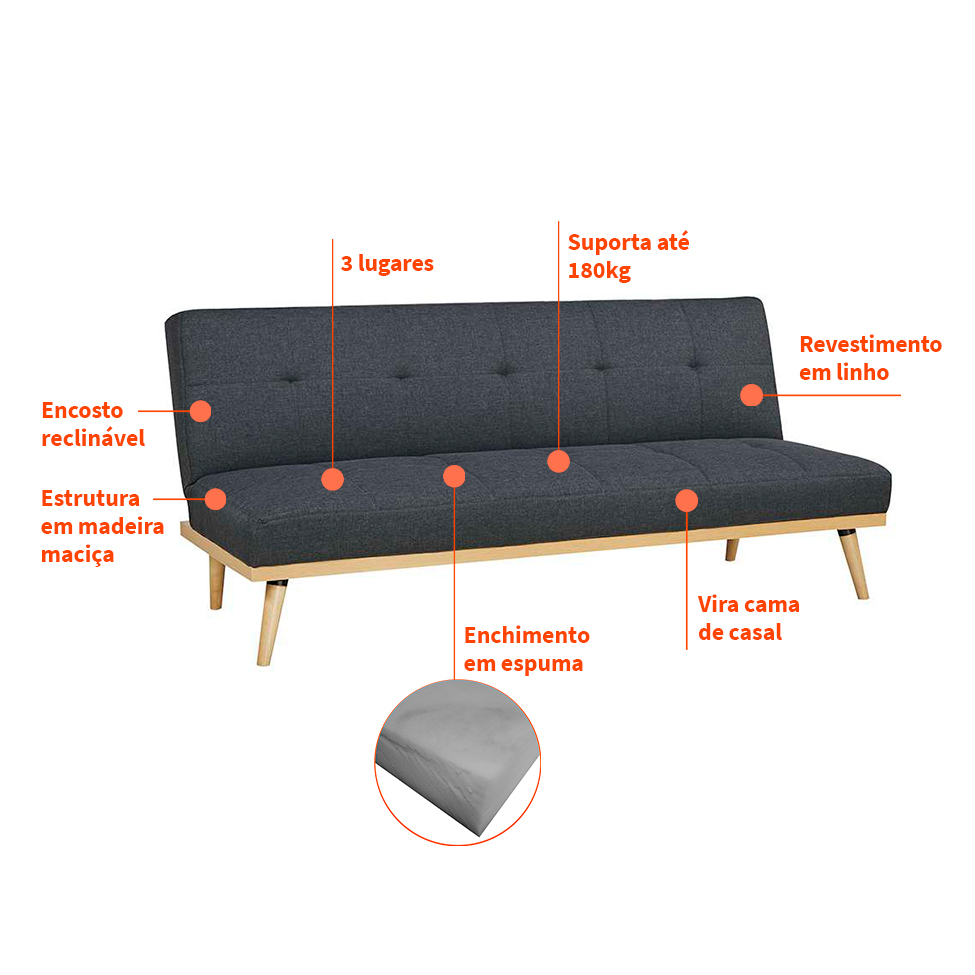 3 lugares
Suporta até
180kg
Revestimento
em linho
Encosto
reclinável
Estrutura
em madeira
maciça
Vira cama
de casal
Enchimento
em espuma